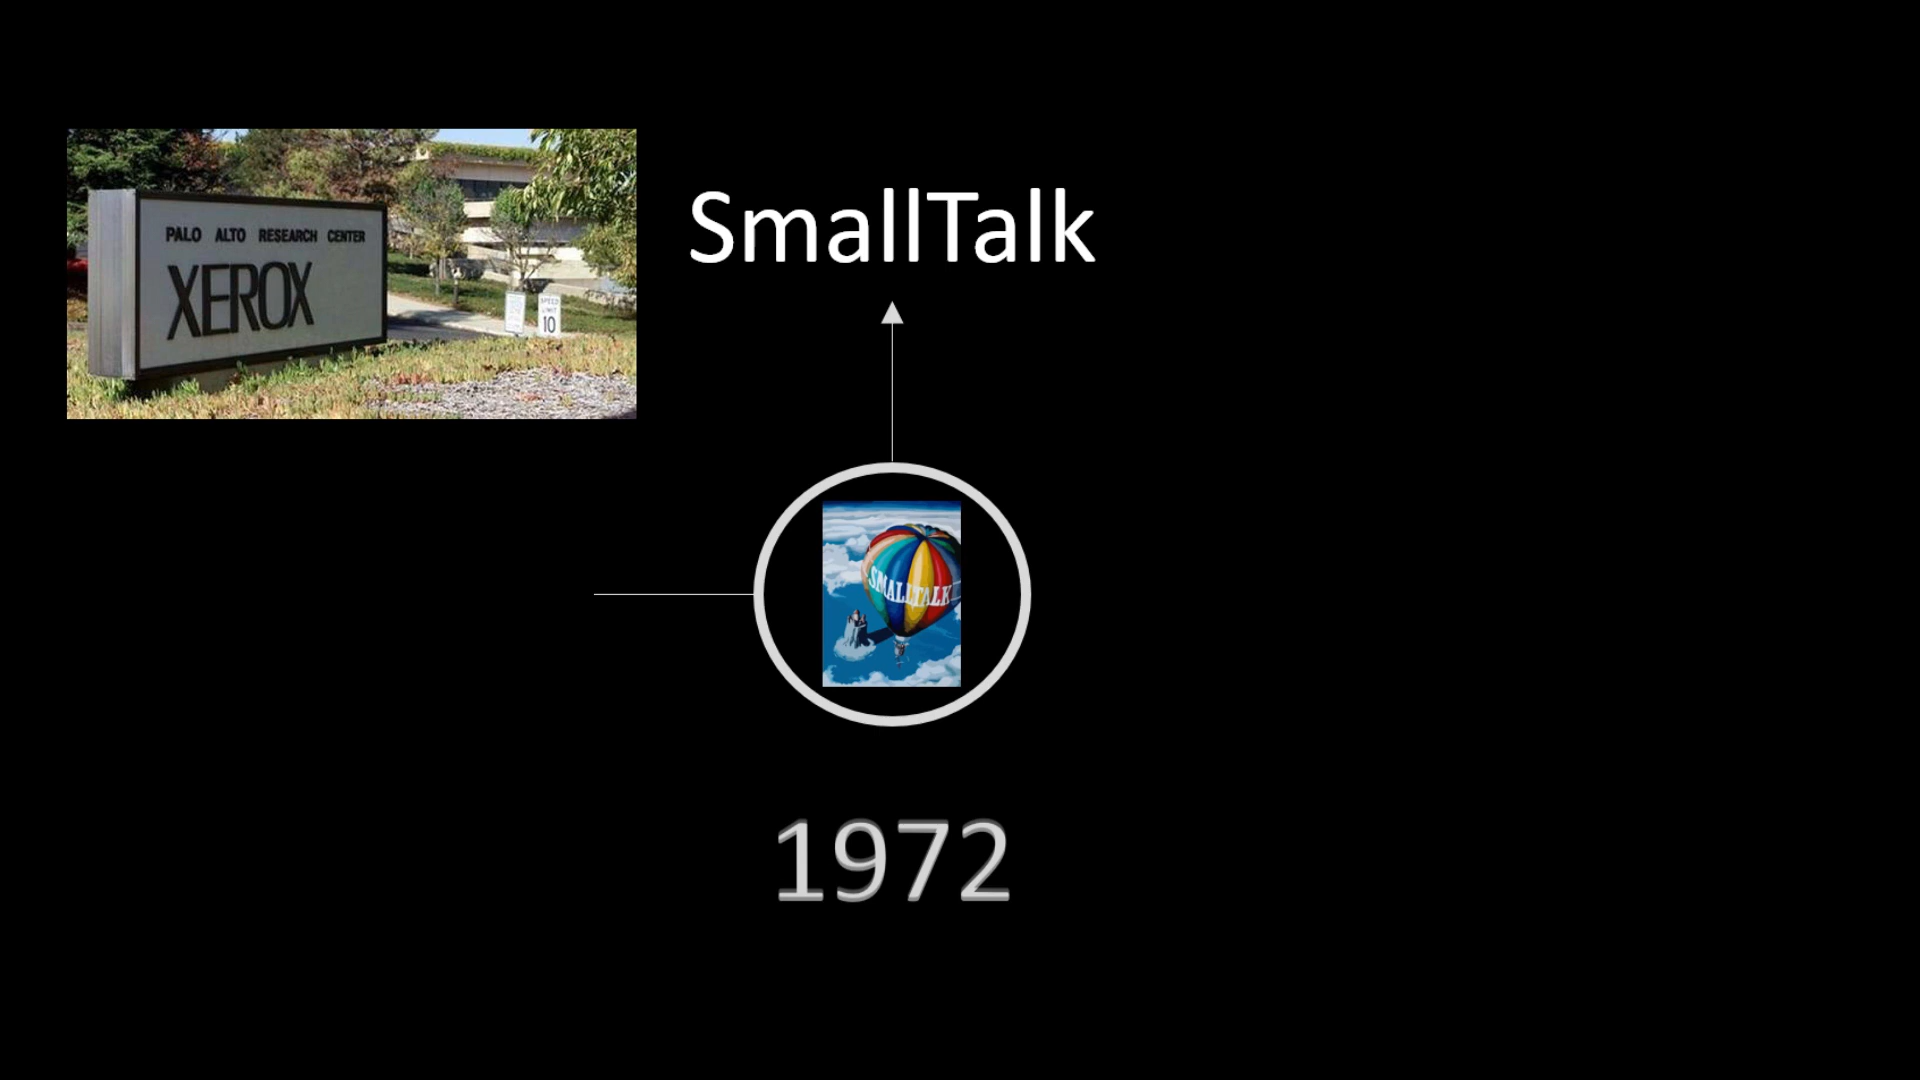 PALO ALTO RESEARCH CENTER
XEROX
SPEED
LIMIT
10
SmallTalk
SMALLTALK
1972